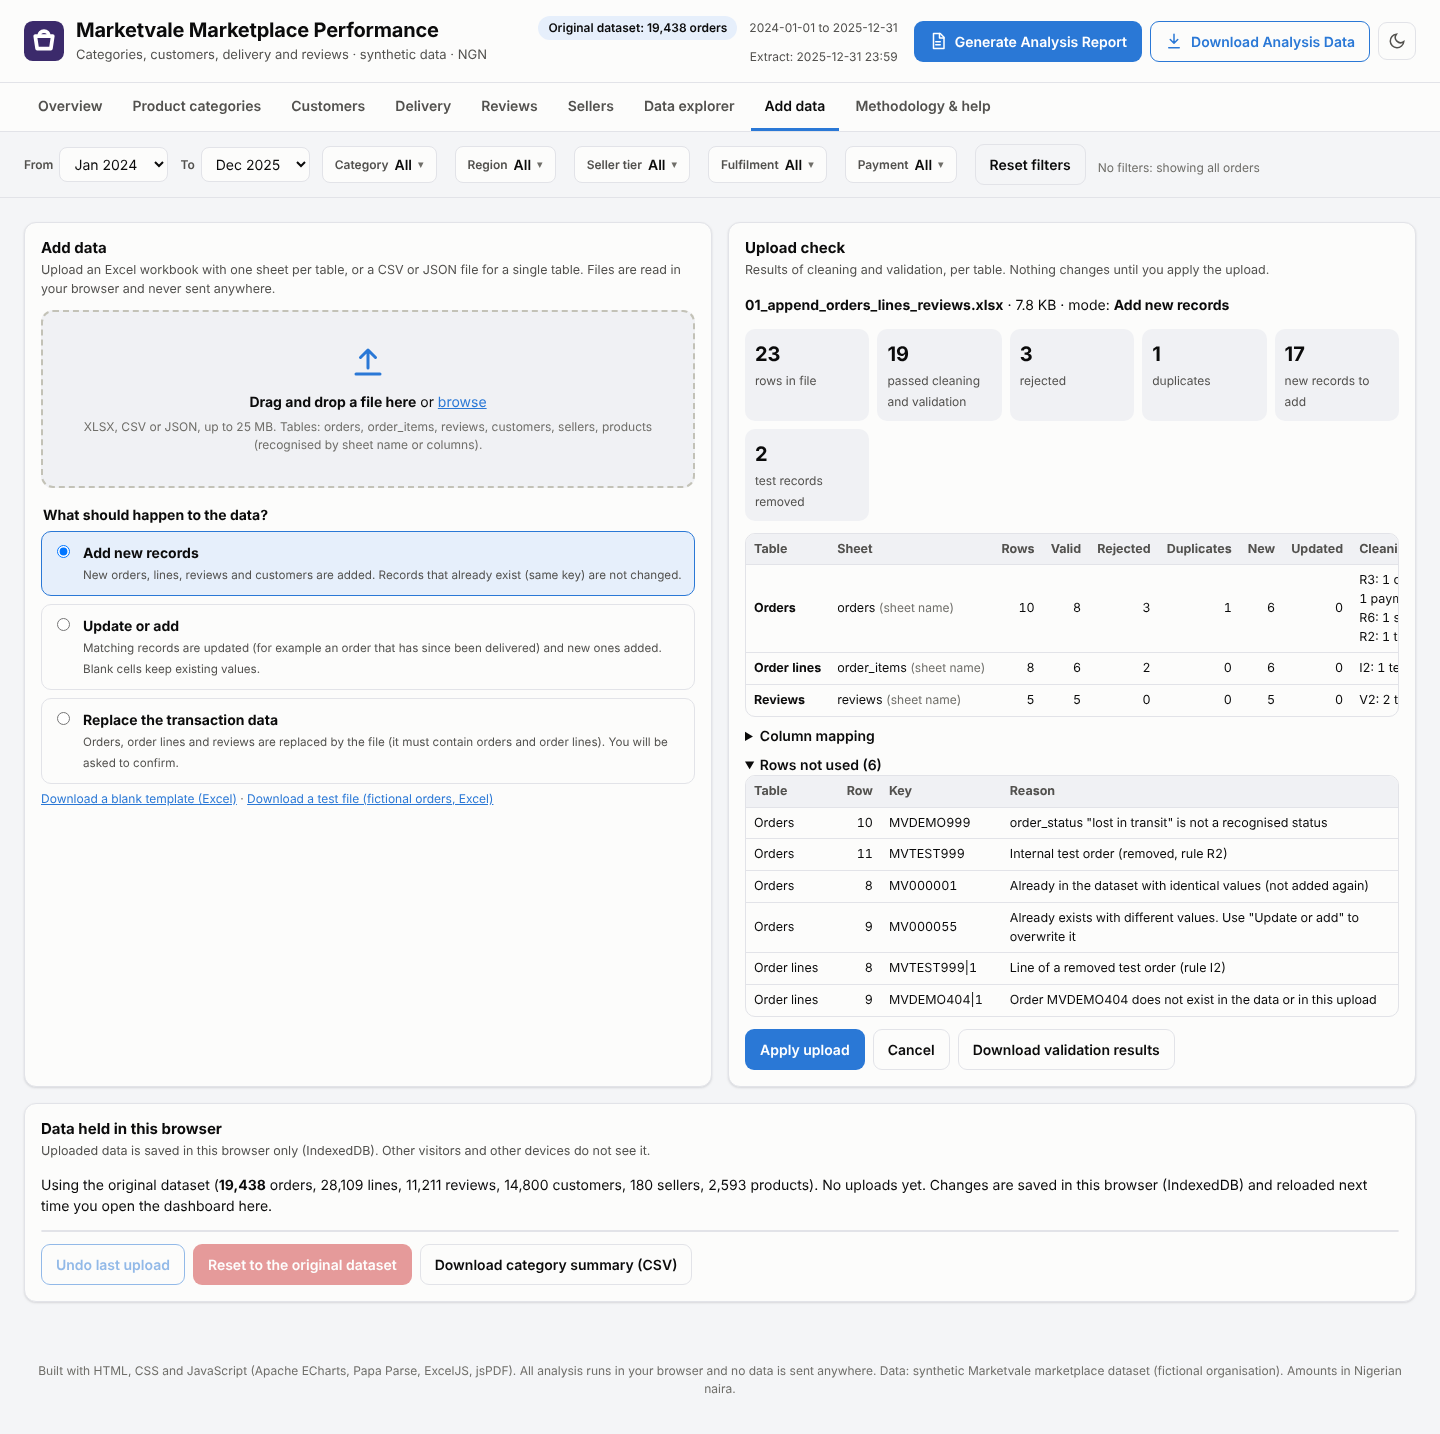 Marketvale Marketplace Performance
Categories, customers, delivery and reviews · synthetic data · NGN
Original dataset: 19,438 orders
2024-01-01 to 2025-12-31
Extract: 2025-12-31 23:59
Generate Analysis Report
Download Analysis Data
Overview Product categories Customers Delivery Reviews Sellers Data explorer Add data Methodology & help
From Jan 2024 To Dec 2025 Category All Region All Seller tier All Fulfilment All Payment All Reset filters No filters: showing all orders
Add data
Upload an Excel workbook with one sheet per table, or a CSV or JSON file for a single table. Files are read in
your browser and never sent anywhere.
Drag and drop a file here or browse
XLSX, CSV or JSON, up to 25 MB. Tables: orders, order_items, reviews, customers, sellers, products
(recognised by sheet name or columns).
What should happen to the data?
Add new records
New orders, lines, reviews and customers are added. Records that already exist (same key) are not changed.
Update or add
Matching records are updated (for example an order that has since been delivered) and new ones added.
Blank cells keep existing values.
Replace the transaction data
Orders, order lines and reviews are replaced by the file (it must contain orders and order lines). You will be
asked to confirm.
Download a blank template (Excel) · Download a test file (fictional orders, Excel)
Upload check
Results of cleaning and validation, per table. Nothing changes until you apply the upload.
01_append_orders_lines_reviews.xlsx · 7.8 KB · mode: Add new records
23
rows in file
19
passed cleaning
and validation
3
rejected
1
duplicates
17
new records to
add
2
test records
removed
Table Sheet Rows Valid Rejected Duplicates New Updated Cleani
Orders orders (sheet name) 10 8 3 1 6 0
R3: 1 c
1 paym
R6: 1 s
R2: 1 t
Order lines order_items (sheet name) 8 6 2 0 6 0 I2: 1 te
Reviews reviews (sheet name) 5 5 0 0 5 0 V2: 2 t
Column mapping
Rows not used (6)
Table Row Key Reason
Orders 10 MVDEMO999 order_status "lost in transit" is not a recognised status
Orders 11 MVTEST999 Internal test order (removed, rule R2)
Orders 8 MV000001 Already in the dataset with identical values (not added again)
Orders 9 MV000055 Already exists with different values. Use "Update or add" to
overwrite it
Order lines 8 MVTEST999|1 Line of a removed test order (rule I2)
Order lines 9 MVDEMO404|1 Order MVDEMO404 does not exist in the data or in this upload
Apply upload Cancel Download validation results
Data held in this browser
Uploaded data is saved in this browser only (IndexedDB). Other visitors and other devices do not see it.
Using the original dataset (19,438 orders, 28,109 lines, 11,211 reviews, 14,800 customers, 180 sellers, 2,593 products). No uploads yet. Changes are saved in this browser (IndexedDB) and reloaded next
time you open the dashboard here.
Undo last upload Reset to the original dataset Download category summary (CSV)
Built with HTML, CSS and JavaScript (Apache ECharts, Papa Parse, ExcelJS, jsPDF). All analysis runs in your browser and no data is sent anywhere. Data: synthetic Marketvale marketplace dataset (fictional organisation). Amounts in Nigerian
naira.